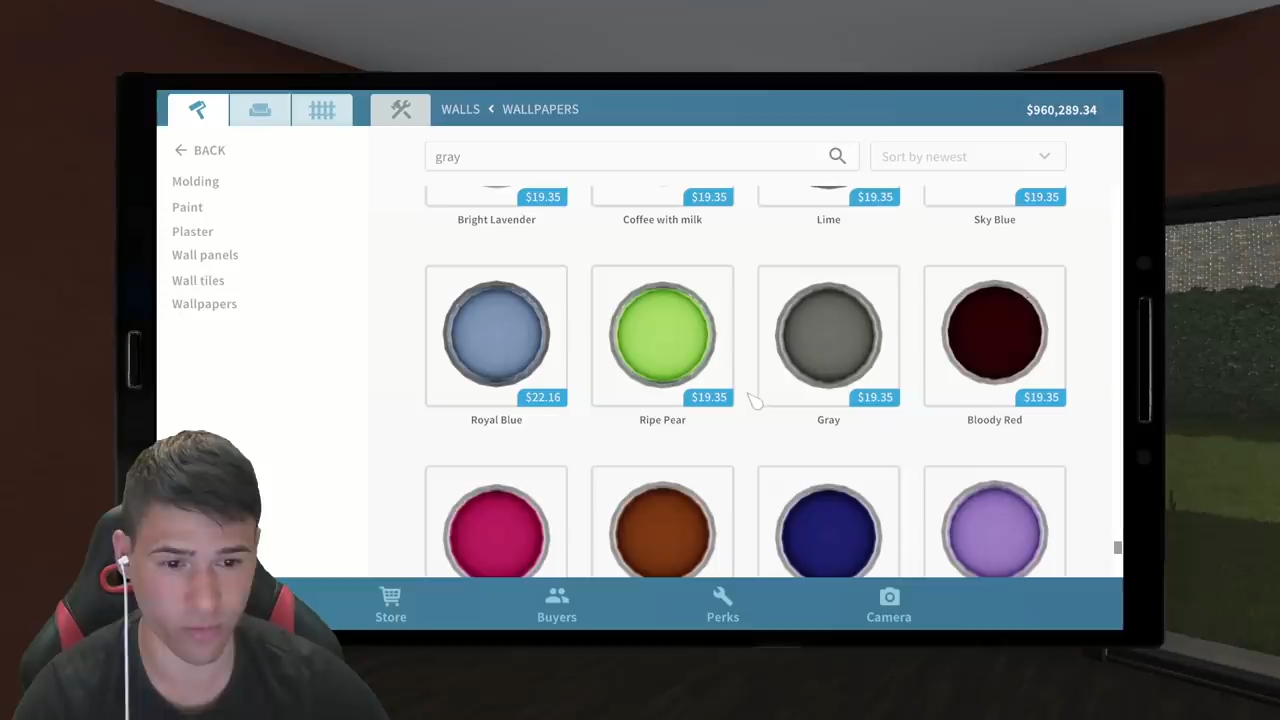 WALLS < WALLPAPERS
$960,289.34
BACK
gray
Sort by newest
Molding
Paint
Plaster
Wall panels
Wall tiles
Wallpapers
$19.35
$19.35
$19.35
$19.35
Bright Lavender
Coffee with milk
Lime
Sky Blue
$22.16
$19.35
$19.35
$19.35
Royal Blue
Ripe Pear
Gray
Bloody Red
Store
Buyers
Perks
Camera